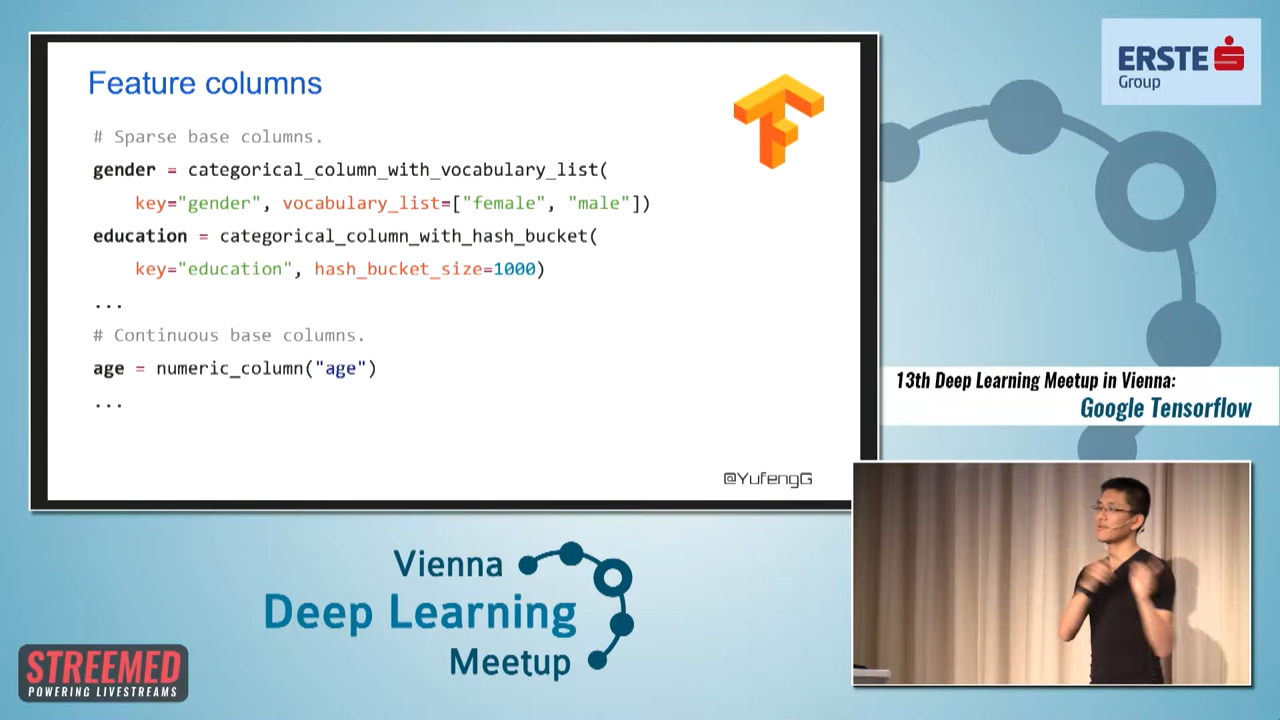 Feature columns
# Sparse base columns.
gender = categorical_column_with_vocabulary_list(
key="gender", vocabulary_list=["female", "male"])
education = categorical_column_with_hash_bucket(
key="education", hash_bucket_size=1000)
...
# Continuous base columns.
age = numeric_column("age")
...
@YufengG
ERSTE
Group
13th Deep Learning Meetup in Vienna:
Google Tensorflow
Vienna
Deep Learning
Meetup
STREEMED
POWERING LIVESTREAMS